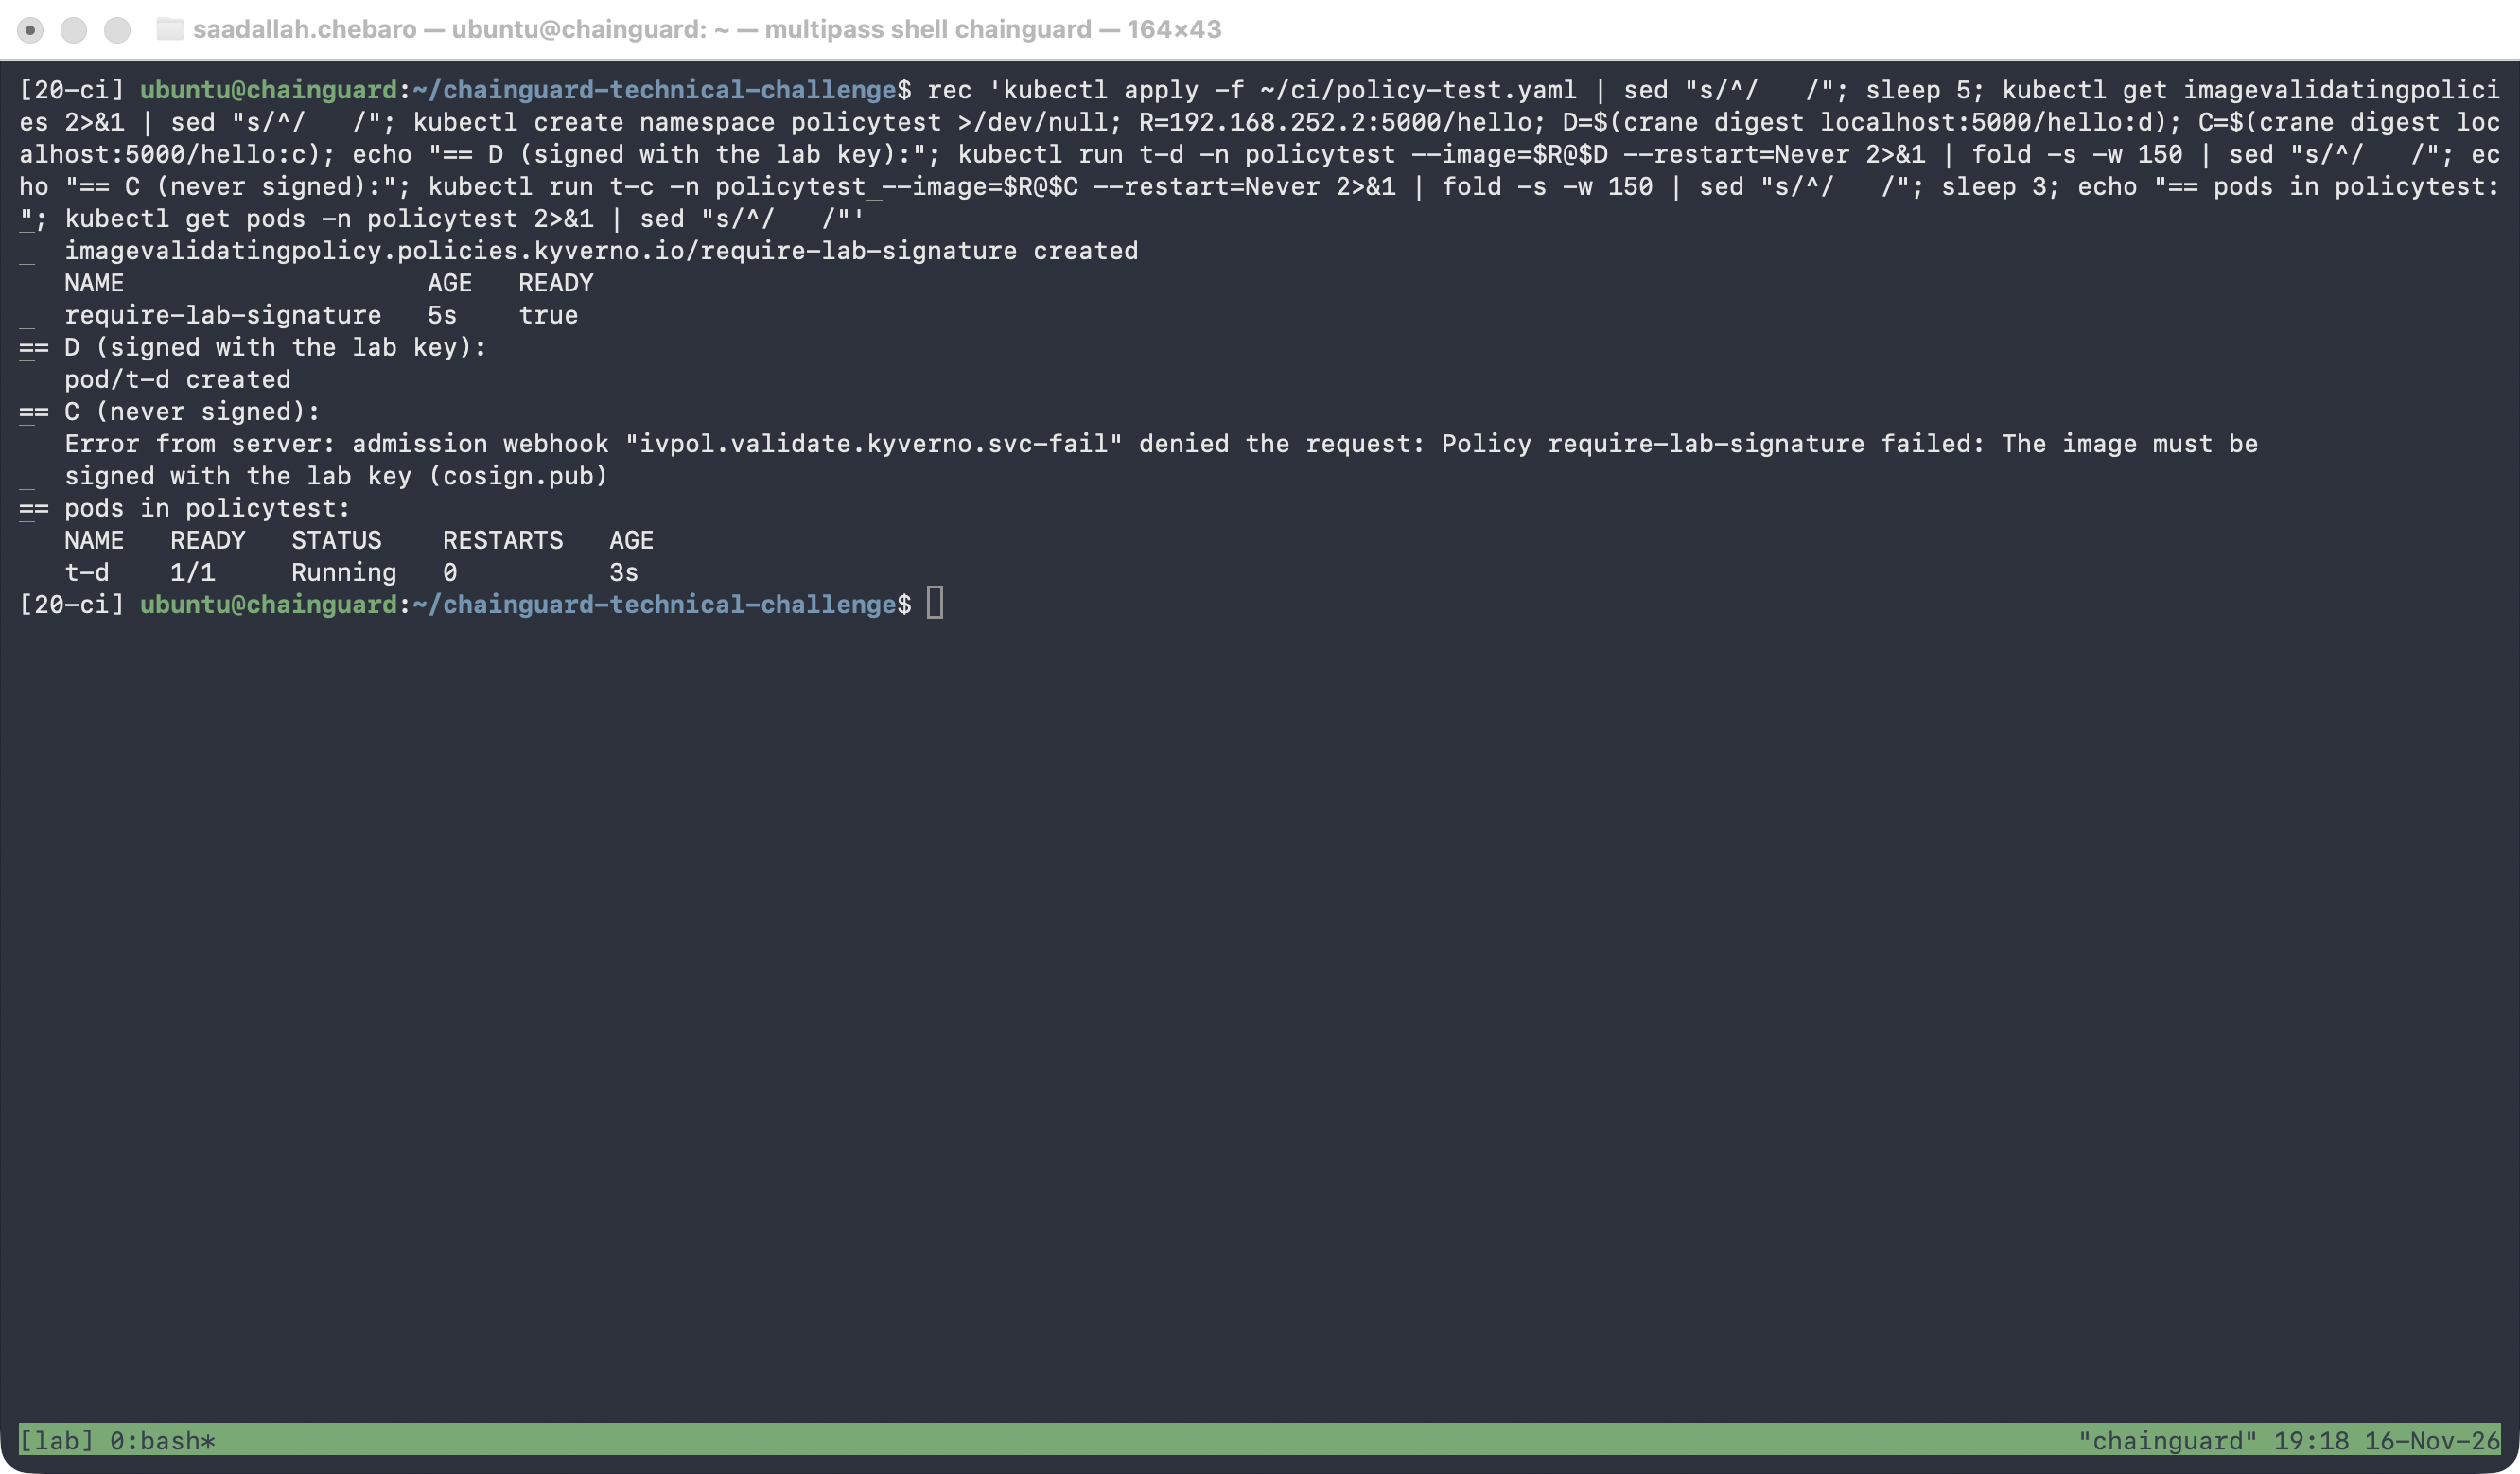 saadallah.chebaro — ubuntu@chainguard: ~ — multipass shell chainguard — 164×43
[20-ci] ubuntu@chainguard:~/chainguard-technical-challenge$ rec 'kubectl apply -f ~/ci/policy-test.yaml | sed "s/^/   /"; sleep 5; kubectl get imagevalidatingpolici
es 2>&1 | sed "s/^/   /"; kubectl create namespace policytest >/dev/null; R=192.168.252.2:5000/hello; D=$(crane digest localhost:5000/hello:d); C=$(crane digest loc
alhost:5000/hello:c); echo "== D (signed with the lab key):"; kubectl run t-d -n policytest --image=$R@$D --restart=Never 2>&1 | fold -s -w 150 | sed "s/^/   /"; ec
ho "== C (never signed):"; kubectl run t-c -n policytest --image=$R@$C --restart=Never 2>&1 | fold -s -w 150 | sed "s/^/   /"; sleep 3; echo "== pods in policytest:
"; kubectl get pods -n policytest 2>&1 | sed "s/^/   /"'
   imagevalidatingpolicy.policies.kyverno.io/require-lab-signature created
   NAME                    AGE   READY
   require-lab-signature   5s    true
== D (signed with the lab key):
   pod/t-d created
== C (never signed):
   Error from server: admission webhook "ivpol.validate.kyverno.svc-fail" denied the request: Policy require-lab-signature failed: The image must be
   signed with the lab key (cosign.pub)
== pods in policytest:
   NAME   READY   STATUS    RESTARTS   AGE
   t-d    1/1     Running   0          3s
[20-ci] ubuntu@chainguard:~/chainguard-technical-challenge$
[lab] 0:bash* "chainguard" 19:18 16-Nov-26